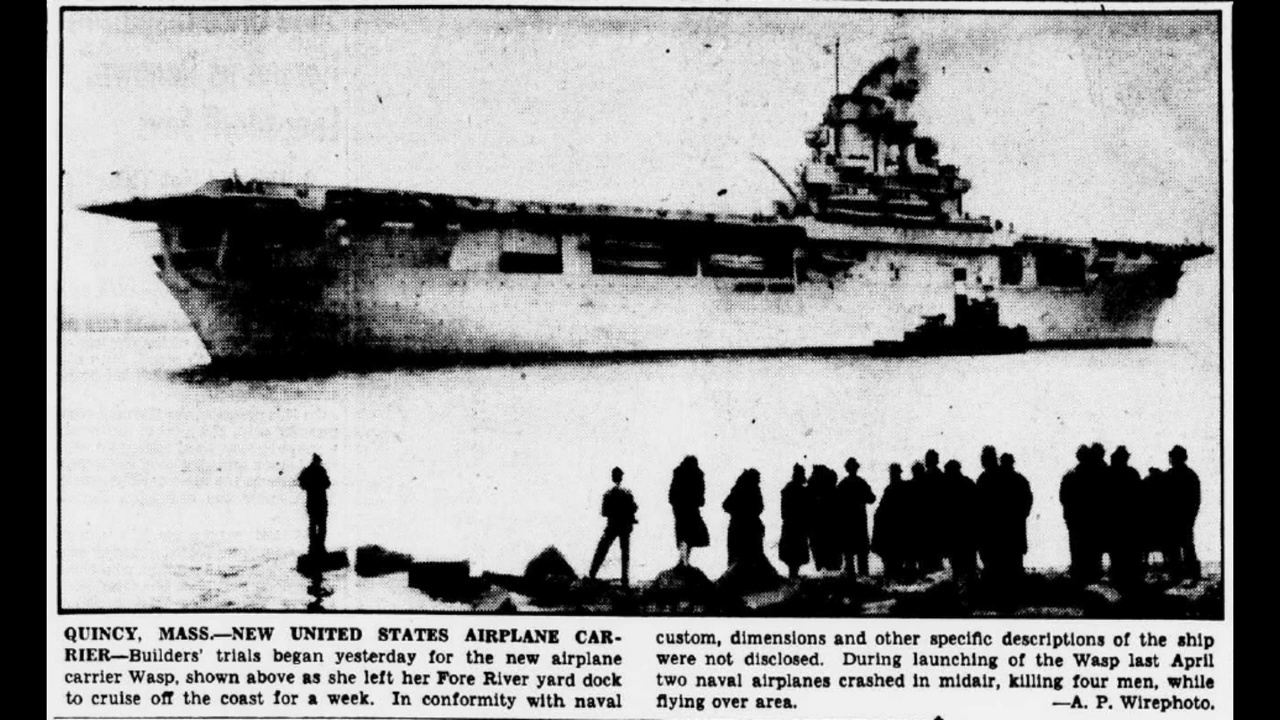 QUINCY, MASS.—NEW UNITED STATES AIRPLANE CAR-
RIER—Builders' trials began yesterday for the new airplane
carrier Wasp, shown above as she left her Fore River yard dock
to cruise off the coast for a week. In conformity with naval
custom, dimensions and other specific descriptions of the ship
were not disclosed. During launching of the Wasp last April
two naval airplanes crashed in midair, killing four men, while
flying over area. —A. P. Wirephoto.